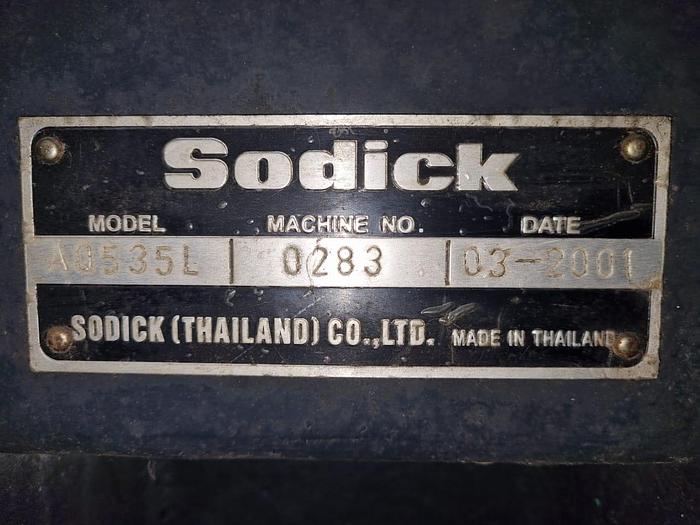 Sodick
MODEL MACHINE NO. DATE
AQ535L 0283 03-2001
SODICK (THAILAND) CO.,LTD. MADE IN THAILAND